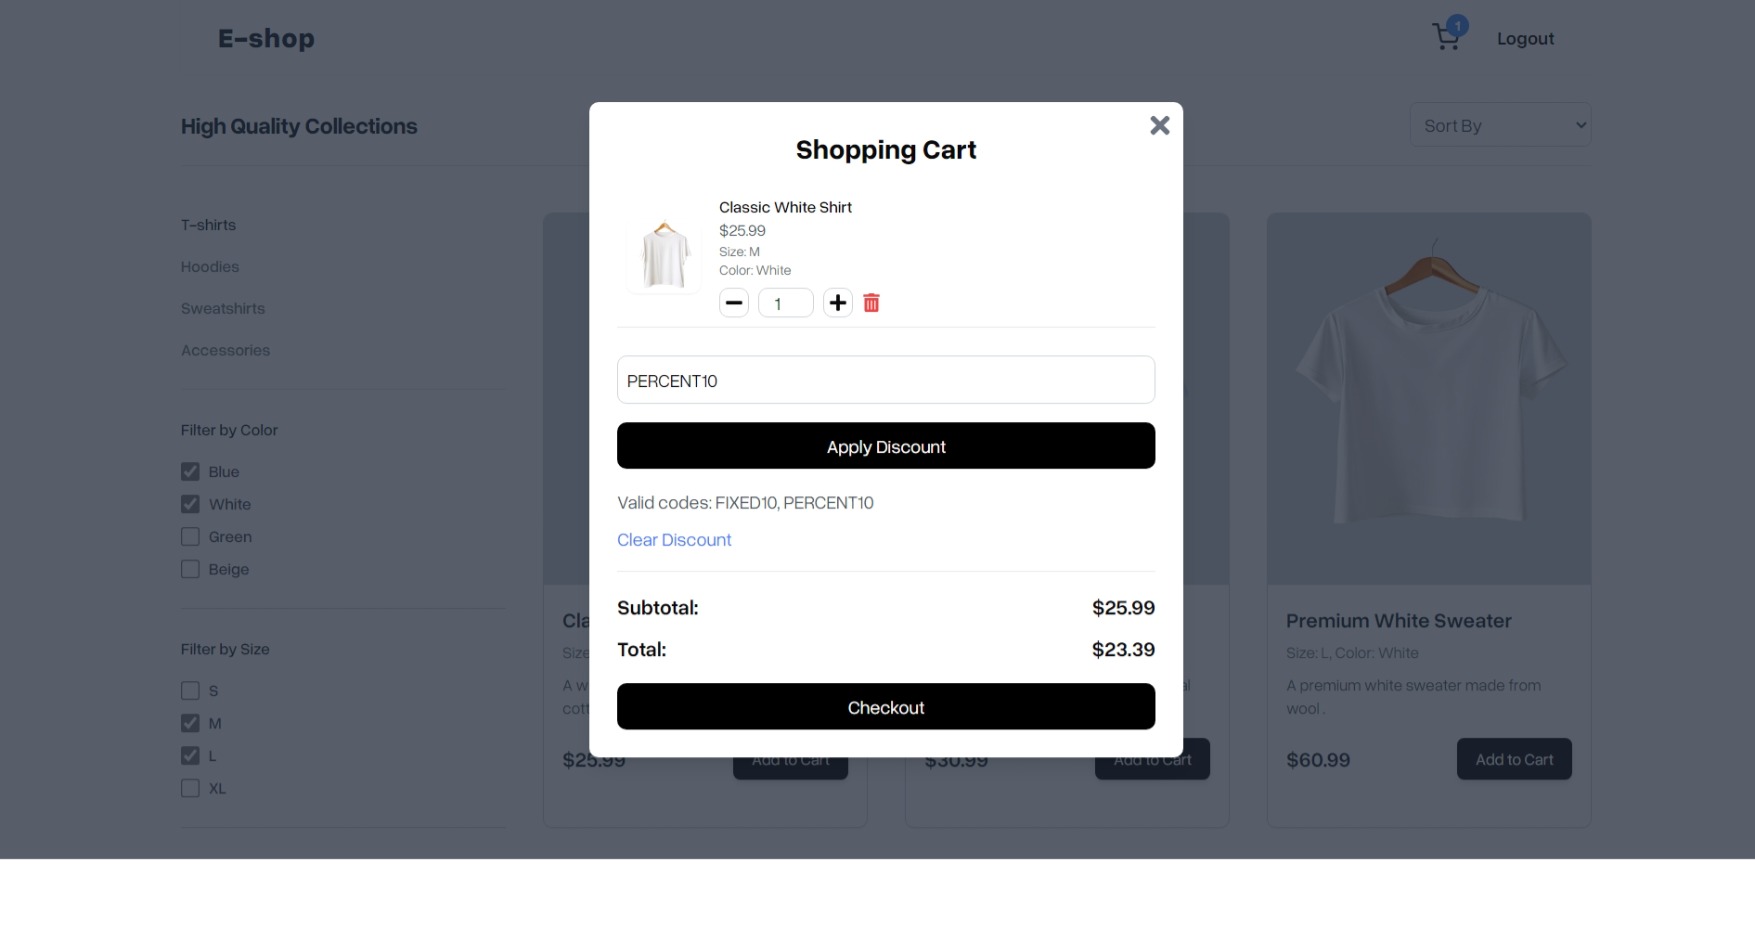 E-shop
1
Logout
High Quality Collections
Sort By
T-shirts
Hoodies
Sweatshirts
Accessories
Filter by Color
Blue
White
Green
Beige
Filter by Size
S
M
L
XL
Shopping Cart
Classic White Shirt
$25.99
Size: M
Color: White
1
PERCENT10
Apply Discount
Valid codes: FIXED10, PERCENT10
Clear Discount
Subtotal: $25.99
Total: $23.39
Checkout
Cla
Size
A w
cott
$25.99
Add to Cart
al
$30.99
Add to Cart
Premium White Sweater
Size: L, Color: White
A premium white sweater made from
wool .
$60.99
Add to Cart